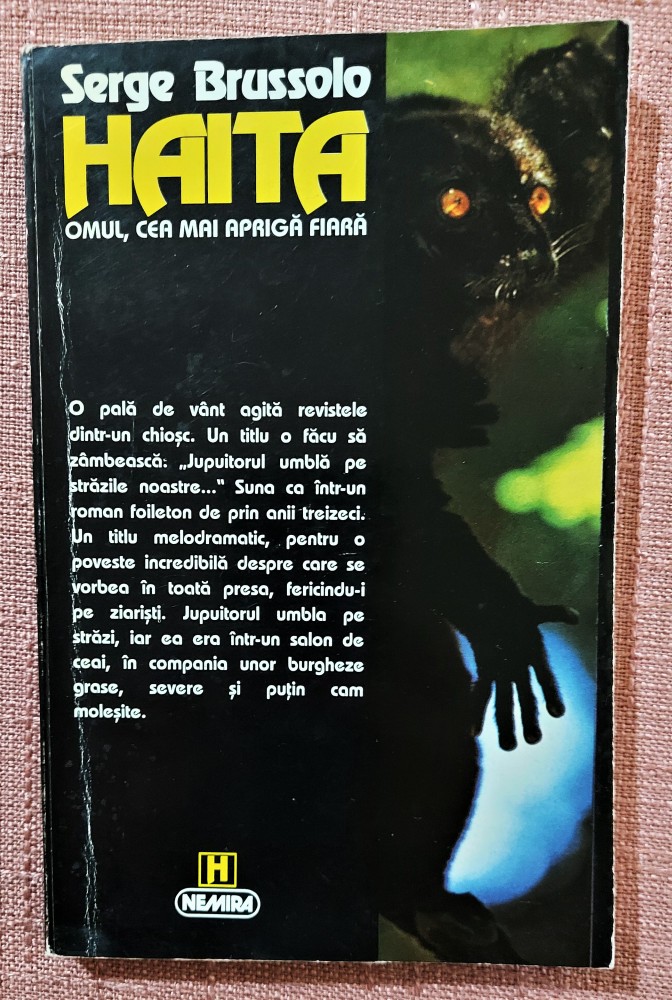 Serge Brussolo
HAITA
OMUL, CEA MAI APRIGĂ FIARĂ
O pală de vânt agită revistele
dintr-un chioșc. Un titlu o făcu să
zâmbească: „Jupuitorul umblă pe
străzile noastre...“ Suna ca într-un
roman foileton de prin anii treizeci.
Un titlu melodramatic, pentru o
poveste incredibilă despre care se
vorbea în toată presa, fericindu-i
pe ziariști. Jupuitorul umbla pe
străzi, iar ea era într-un salon de
ceai, în compania unor burgheze
grase, severe și puțin cam
moleșite.
H
NEMIRA